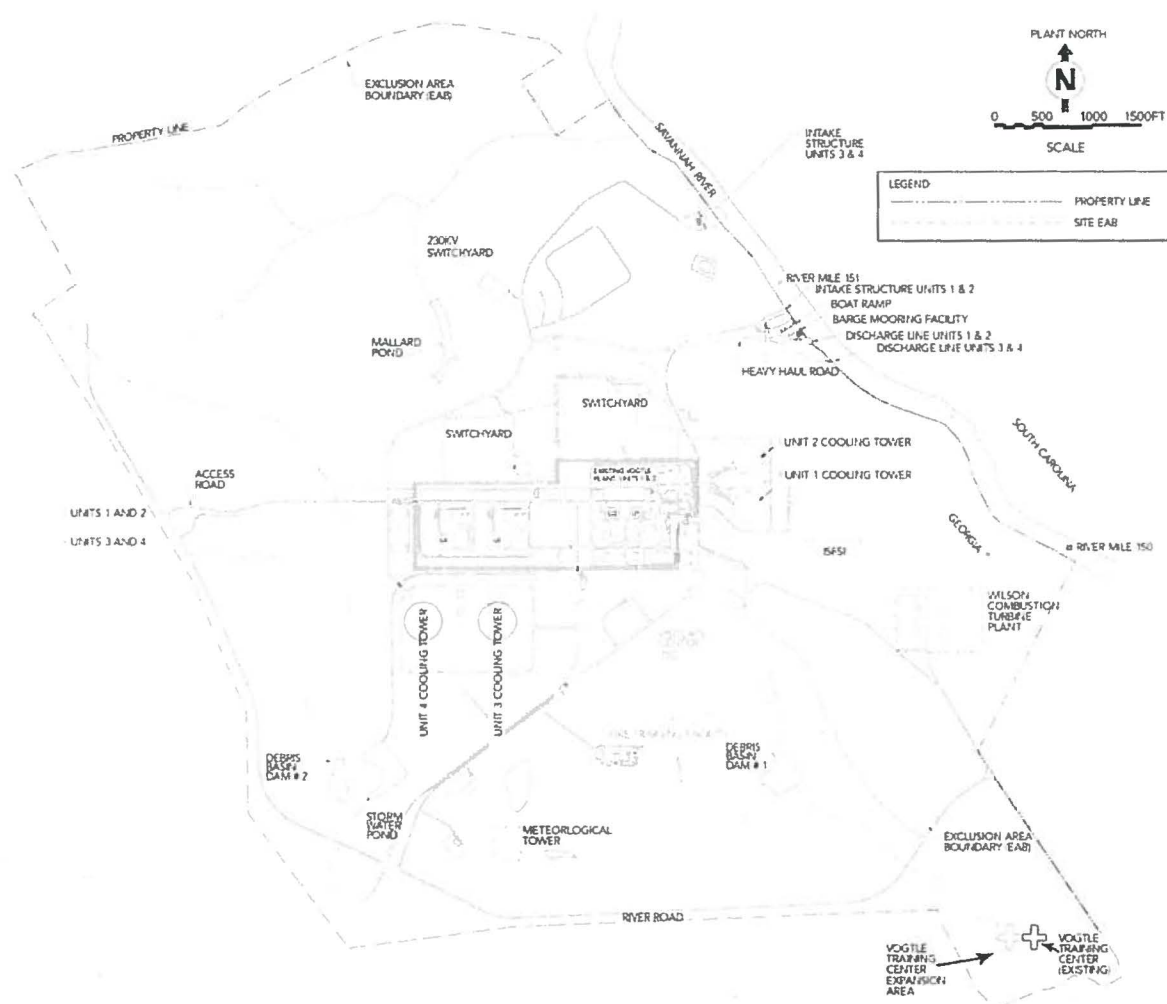 PLANT NORTH
N
0 500 1000 1500FT
SCALE
LEGEND
PROPERTY LINE
SITE EAB
EXCLUSION AREA
BOUNDARY (EAB)
PROPERTY LINE
SAVANNAH RIVER
INTAKE
STRUCTURE
UNITS 3 & 4
230KV
SWITCHYARD
RIVER MILE 151
INTAKE STRUCTURE UNITS 1 & 2
BOAT RAMP
BARGE MOORING FACILITY
DISCHARGE LINE UNITS 1 & 2
DISCHARGE LINE UNITS 3 & 4
MALLARD
POND
HEAVY HAUL ROAD
SWITCHYARD
SWITCHYARD
SOUTH CAROLINA
UNIT 2 COOLING TOWER
EXISTING VOGTLE
PLANT UNITS 1 & 2
UNIT 1 COOLING TOWER
ACCESS
ROAD
UNITS 1 AND 2
UNITS 3 AND 4
GEORGIA
ISFSI
RIVER MILE 150
WILSON
COMBUSTION
TURBINE
PLANT
UNIT 4 COOLING TOWER
UNIT 3 COOLING TOWER
DEBRIS
BASIN
DAM # 2
DEBRIS
BASIN
DAM # 1
STORM
WATER
POND
METEORLOGICAL
TOWER
EXCLUSION AREA
BOUNDARY (EAB)
RIVER ROAD
VOGTLE
TRAINING
CENTER
EXPANSION
AREA
VOGTLE
TRAINING
CENTER
(EXISTING)